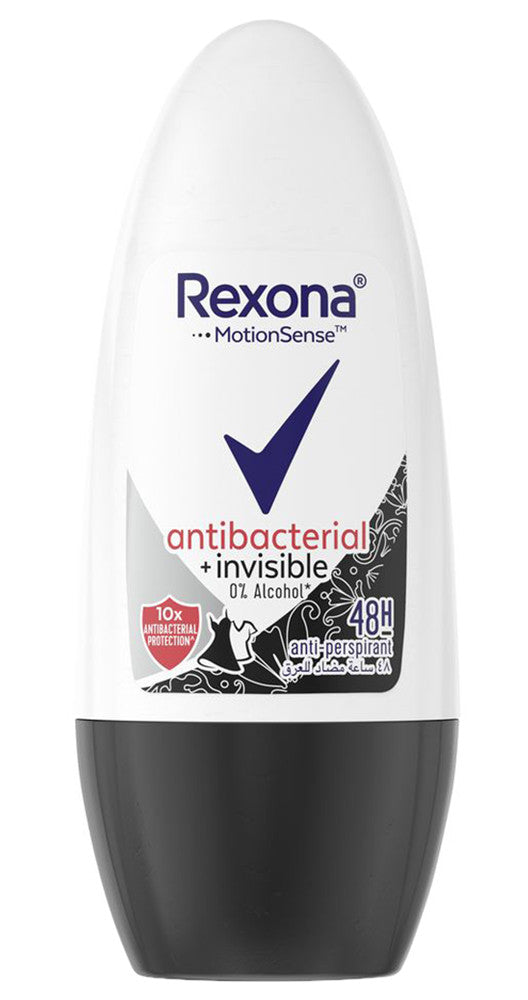 Rexona®
MotionSense™
antibacterial
+ invisible
0% Alcohol*
10x
ANTIBACTERIAL
PROTECTION^
48H
anti-perspirant
٤٨ ساعة مضاد للعرق